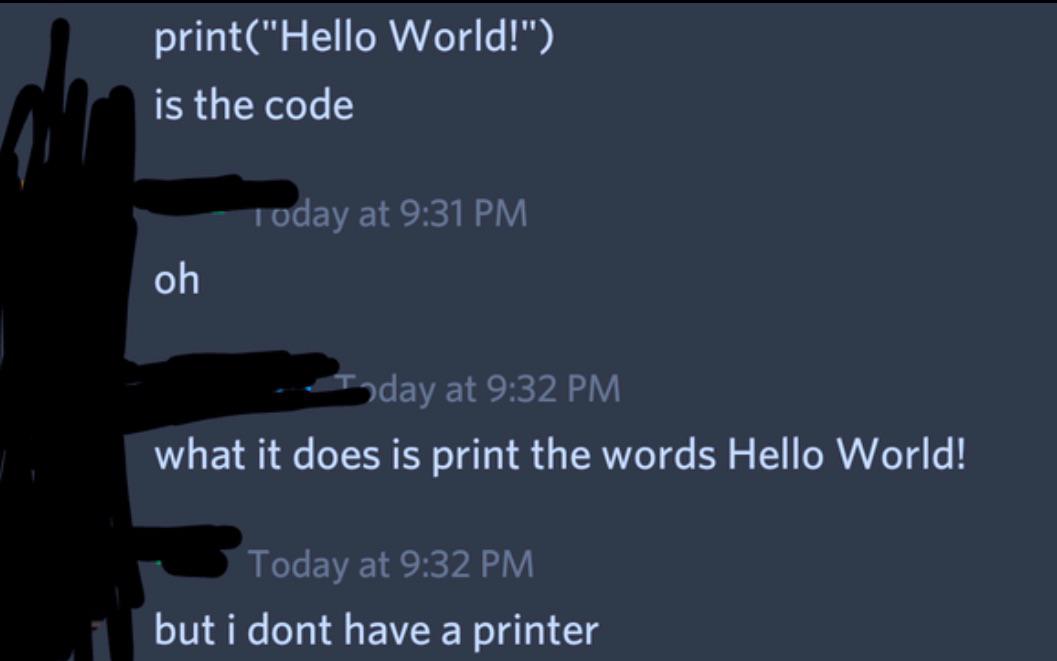 print("Hello World!")
is the code
Today at 9:31 PM
oh
Today at 9:32 PM
what it does is print the words Hello World!
Today at 9:32 PM
but i dont have a printer